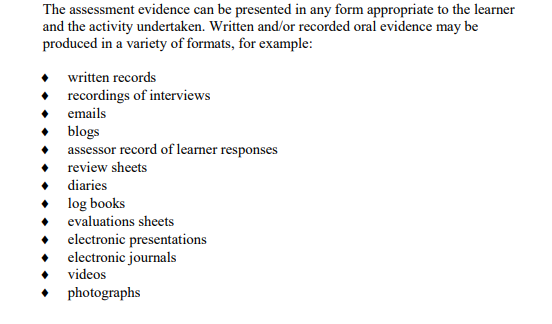 The assessment evidence can be presented in any form appropriate to the learner
and the activity undertaken. Written and/or recorded oral evidence may be
produced in a variety of formats, for example:
♦ written records
♦ recordings of interviews
♦ emails
♦ blogs
♦ assessor record of learner responses
♦ review sheets
♦ diaries
♦ log books
♦ evaluations sheets
♦ electronic presentations
♦ electronic journals
♦ videos
♦ photographs